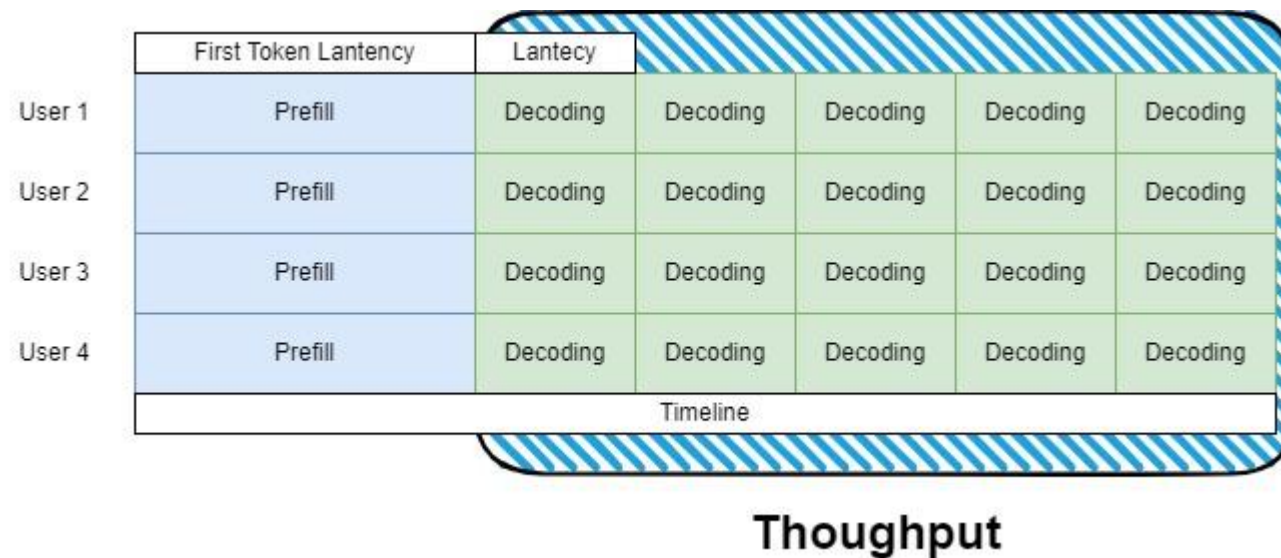 First Token Lantency Lantecy
User 1 Prefill Decoding Decoding Decoding Decoding Decoding
User 2 Prefill Decoding Decoding Decoding Decoding Decoding
User 3 Prefill Decoding Decoding Decoding Decoding Decoding
User 4 Prefill Decoding Decoding Decoding Decoding Decoding
Timeline
Thoughput